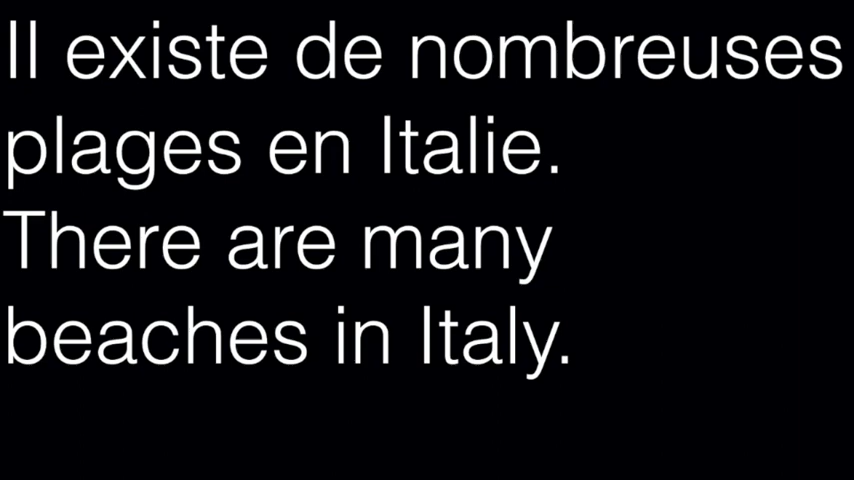 Il existe de nombreuses
plages en Italie.
There are many
beaches in Italy.